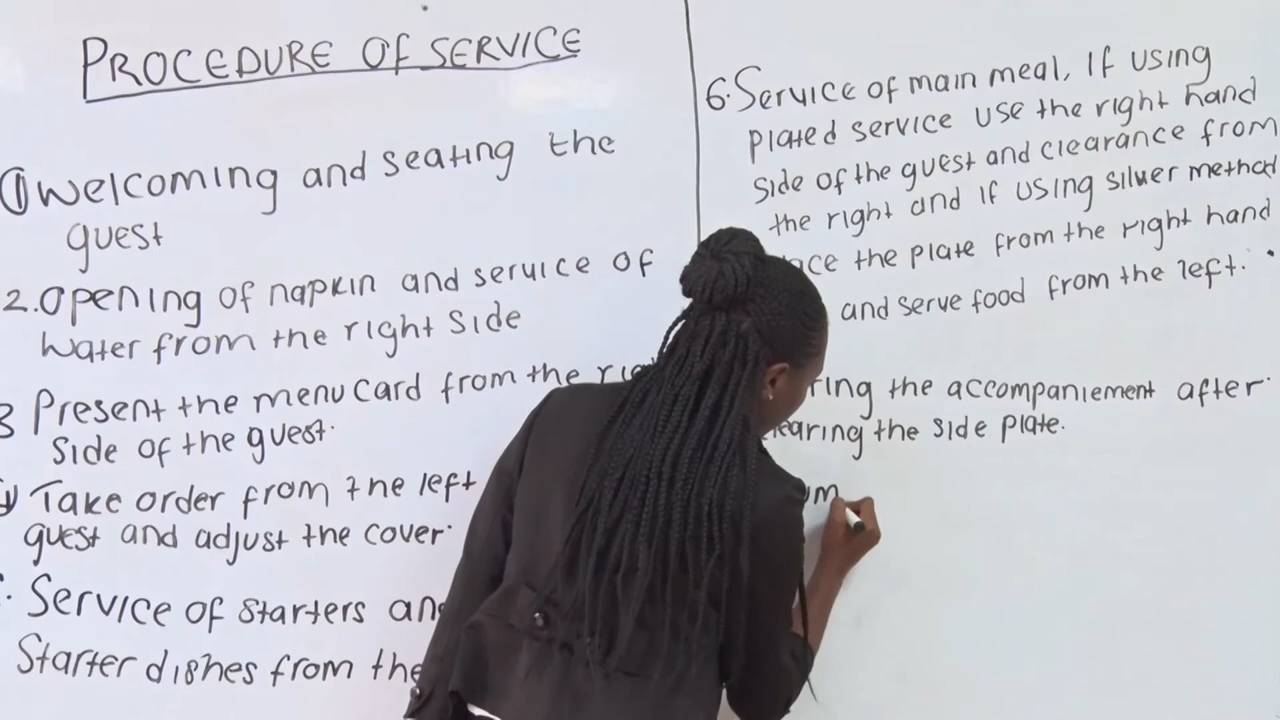 PROCEDURE OF SERVICE
1 Welcoming and seating the
guest
2. Opening of napkin and service of
Water from the right Side
3 Present the menu card from the
Side of the guest.
Take order from the left
guest and adjust the cover.
Service of starters
Starter dishes from the
6. Service of main meal, If using
plated service use the right hand
side of the guest and clearance from
the right and if using silver method
the plate from the right hand
and serve food from the left.
the accompaniement after
the side plate.